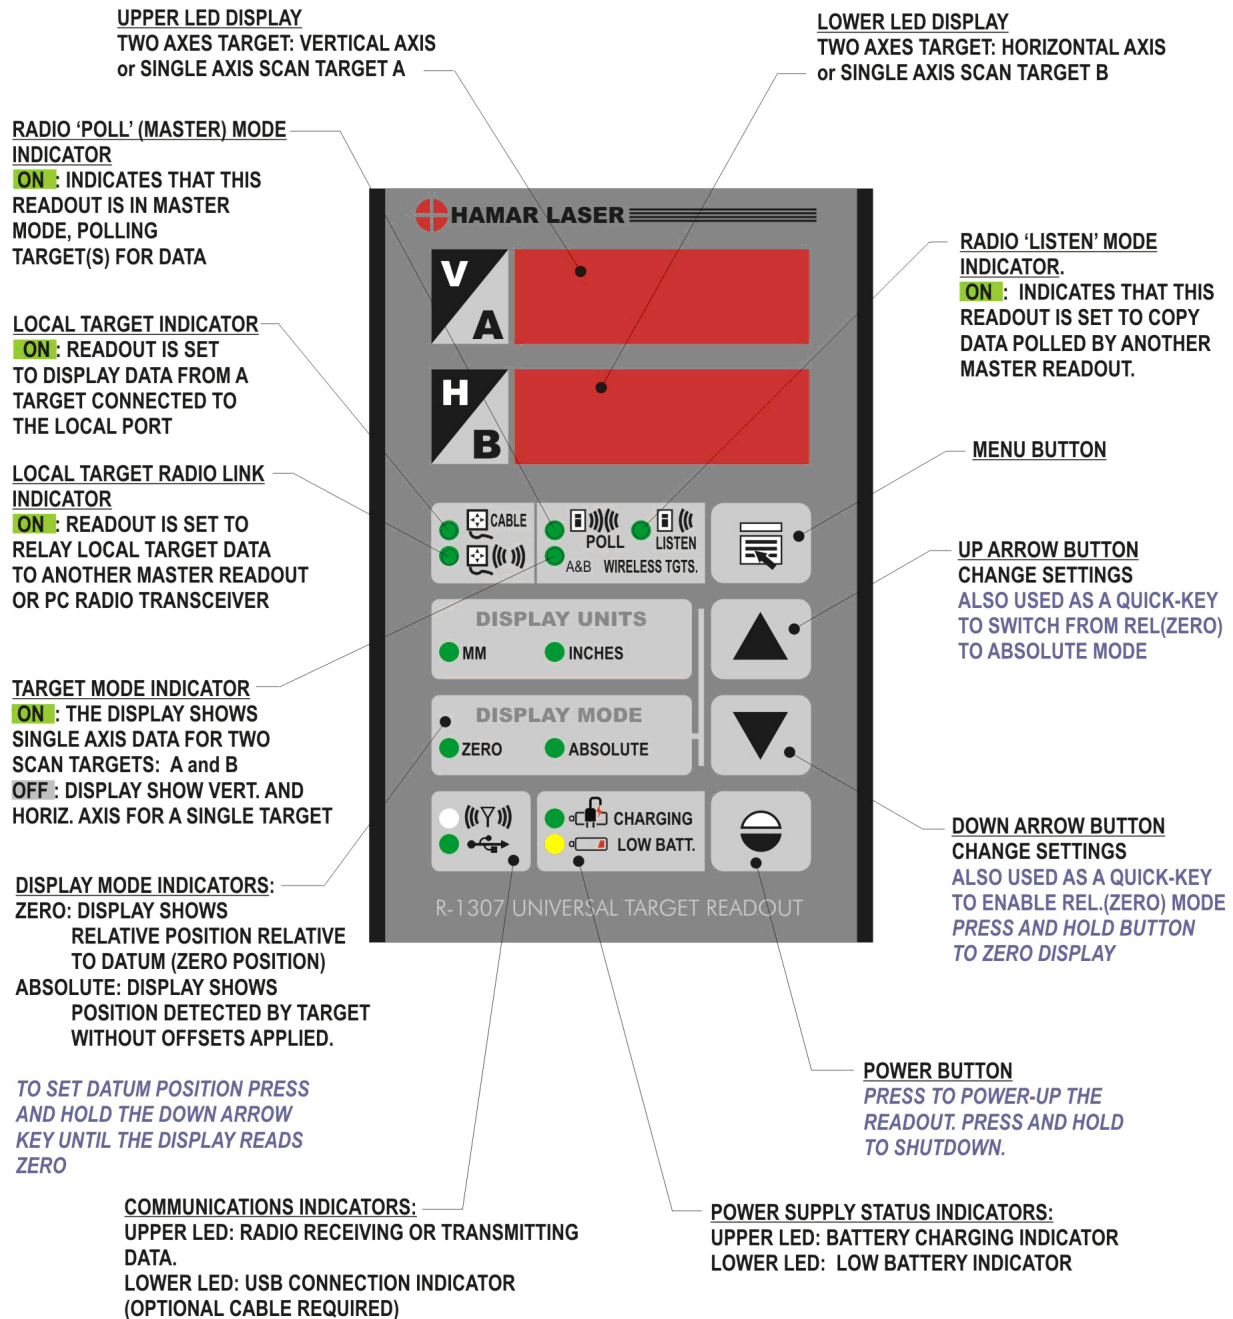 UPPER LED DISPLAY
TWO AXES TARGET: VERTICAL AXIS
or SINGLE AXIS SCAN TARGET A
LOWER LED DISPLAY
TWO AXES TARGET: HORIZONTAL AXIS
or SINGLE AXIS SCAN TARGET B
RADIO ‘POLL’ (MASTER) MODE
INDICATOR
ON : INDICATES THAT THIS
READOUT IS IN MASTER
MODE, POLLING
TARGET(S) FOR DATA
LOCAL TARGET INDICATOR
ON : READOUT IS SET
TO DISPLAY DATA FROM A
TARGET CONNECTED TO
THE LOCAL PORT
LOCAL TARGET RADIO LINK
INDICATOR
ON : READOUT IS SET TO
RELAY LOCAL TARGET DATA
TO ANOTHER MASTER READOUT
OR PC RADIO TRANSCEIVER
TARGET MODE INDICATOR
ON : THE DISPLAY SHOWS
SINGLE AXIS DATA FOR TWO
SCAN TARGETS: A and B
OFF : DISPLAY SHOW VERT. AND
HORIZ. AXIS FOR A SINGLE TARGET
DISPLAY MODE INDICATORS:
ZERO: DISPLAY SHOWS
RELATIVE POSITION RELATIVE
TO DATUM (ZERO POSITION)
ABSOLUTE: DISPLAY SHOWS
POSITION DETECTED BY TARGET
WITHOUT OFFSETS APPLIED.
TO SET DATUM POSITION PRESS
AND HOLD THE DOWN ARROW
KEY UNTIL THE DISPLAY READS
ZERO
HAMAR LASER
V
A
H
B
CABLE
POLL
LISTEN
A&B WIRELESS TGTS.
DISPLAY UNITS
MM INCHES
DISPLAY MODE
ZERO ABSOLUTE
CHARGING
LOW BATT.
R-1307 UNIVERSAL TARGET READOUT
RADIO ‘LISTEN’ MODE
INDICATOR.
ON : INDICATES THAT THIS
READOUT IS SET TO COPY
DATA POLLED BY ANOTHER
MASTER READOUT.
MENU BUTTON
UP ARROW BUTTON
CHANGE SETTINGS
ALSO USED AS A QUICK-KEY
TO SWITCH FROM REL(ZERO)
TO ABSOLUTE MODE
DOWN ARROW BUTTON
CHANGE SETTINGS
ALSO USED AS A QUICK-KEY
TO ENABLE REL.(ZERO) MODE
PRESS AND HOLD BUTTON
TO ZERO DISPLAY
POWER BUTTON
PRESS TO POWER-UP THE
READOUT. PRESS AND HOLD
TO SHUTDOWN.
COMMUNICATIONS INDICATORS:
UPPER LED: RADIO RECEIVING OR TRANSMITTING
DATA.
LOWER LED: USB CONNECTION INDICATOR
(OPTIONAL CABLE REQUIRED)
POWER SUPPLY STATUS INDICATORS:
UPPER LED: BATTERY CHARGING INDICATOR
LOWER LED: LOW BATTERY INDICATOR